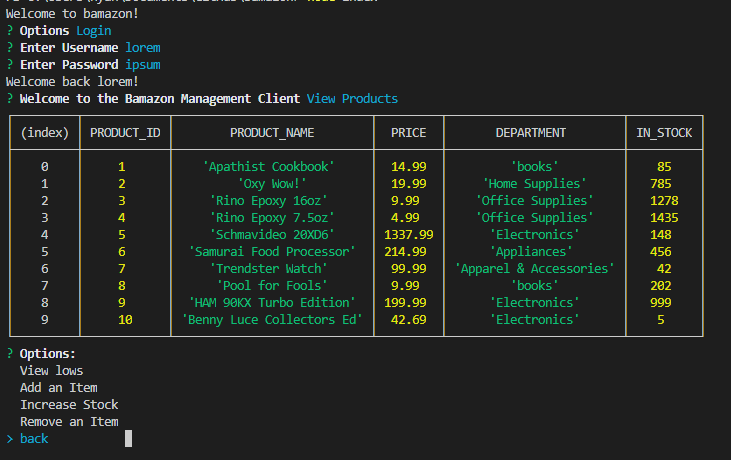 Welcome to bamazon!
? Options Login
? Enter Username lorem
? Enter Password ipsum
Welcome back lorem!
? Welcome to the Bamazon Management Client View Products
(index) PRODUCT_ID PRODUCT_NAME PRICE DEPARTMENT IN_STOCK
0 1 'Apathist Cookbook' 14.99 'books' 85
1 2 'Oxy Wow!' 19.99 'Home Supplies' 785
2 3 'Rino Epoxy 16oz' 9.99 'Office Supplies' 1278
3 4 'Rino Epoxy 7.5oz' 4.99 'Office Supplies' 1435
4 5 'Schmavideo 20XD6' 1337.99 'Electronics' 148
5 6 'Samurai Food Processor' 214.99 'Appliances' 456
6 7 'Trendster Watch' 99.99 'Apparel & Accessories' 42
7 8 'Pool for Fools' 9.99 'books' 202
8 9 'HAM 90KX Turbo Edition' 199.99 'Electronics' 999
9 10 'Benny Luce Collectors Ed' 42.69 'Electronics' 5
? Options:
View lows
Add an Item
Increase Stock
Remove an Item
> back